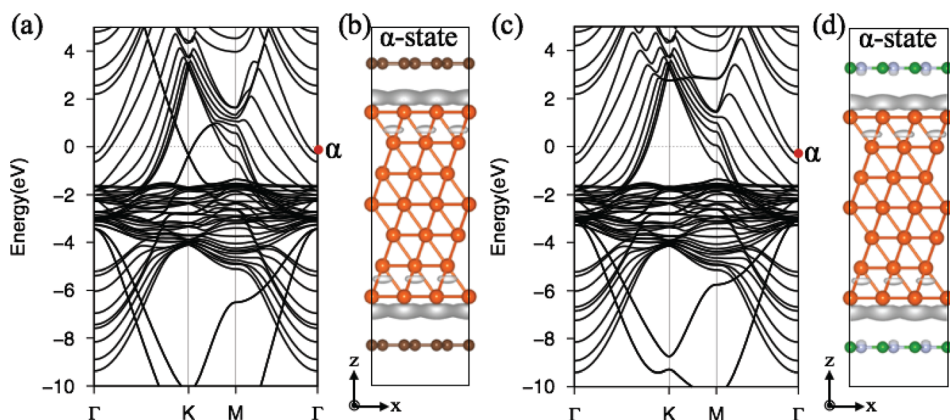 (a)
Energy(eV)
4
2
0
−2
−4
−6
−8
−10
Γ
K
M
Γ
α
(b)
α-state
z
x
(c)
Energy(eV)
4
2
0
−2
−4
−6
−8
−10
Γ
K
M
Γ
α
(d)
α-state
z
x